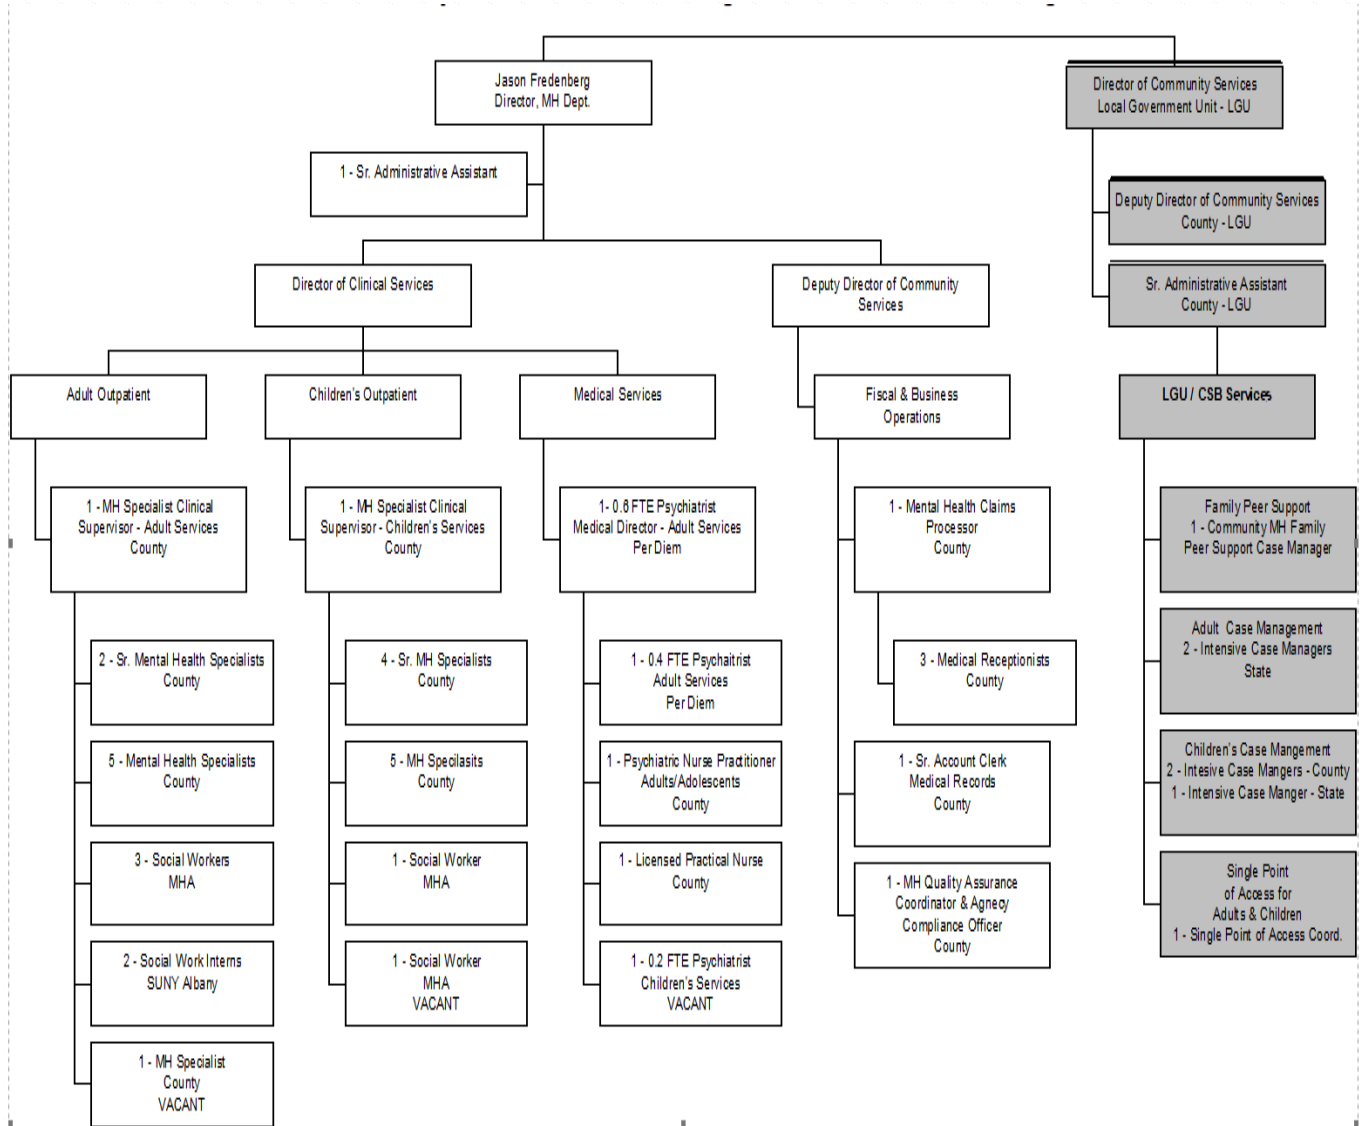 Jason Fredenberg
Director, MH Dept.
Director of Community Services
Local Government Unit - LGU
1 - Sr. Administrative Assistant
Deputy Director of Community Services
County - LGU
Director of Clinical Services
Deputy Director of Community
Services
Sr. Administrative Assistant
County - LGU
Adult Outpatient
Children's Outpatient
Medical Services
Fiscal & Business
Operations
LGU / CSB Services
1 - MH Specialist Clinical
Supervisor - Adult Services
County
1 - MH Specialist Clinical
Supervisor - Children's Services
County
1- 0.6 FTE Psychiatrist
Medical Director - Adult Services
Per Diem
1 - Mental Health Claims
Processor
County
Family Peer Support
1 - Community MH Family
Peer Support Case Manager
2 - Sr. Mental Health Specialists
County
4 - Sr. MH Specialists
County
1 - 0.4 FTE Psychaitrist
Adult Services
Per Diem
3 - Medical Receptionists
County
Adult Case Management
2 - Intensive Case Managers
State
5 - Mental Health Specialists
County
5 - MH Specilasits
County
1 - Psychiatric Nurse Practitioner
Adults/Adolescents
County
1 - Sr. Account Clerk
Medical Records
County
Children's Case Mangement
2 - Intesive Case Mangers - County
1 - Intensive Case Manger - State
3 - Social Workers
MHA
1 - Social Worker
MHA
1 - Licensed Practical Nurse
County
1 - MH Quality Assurance
Coordinator & Agnecy
Compliance Officer
County
Single Point
of Access for
Adults & Children
1 - Single Point of Access Coord.
2 - Social Work Interns
SUNY Albany
1 - Social Worker
MHA
VACANT
1 - 0.2 FTE Psychiatrist
Children's Services
VACANT
1 - MH Specialist
County
VACANT